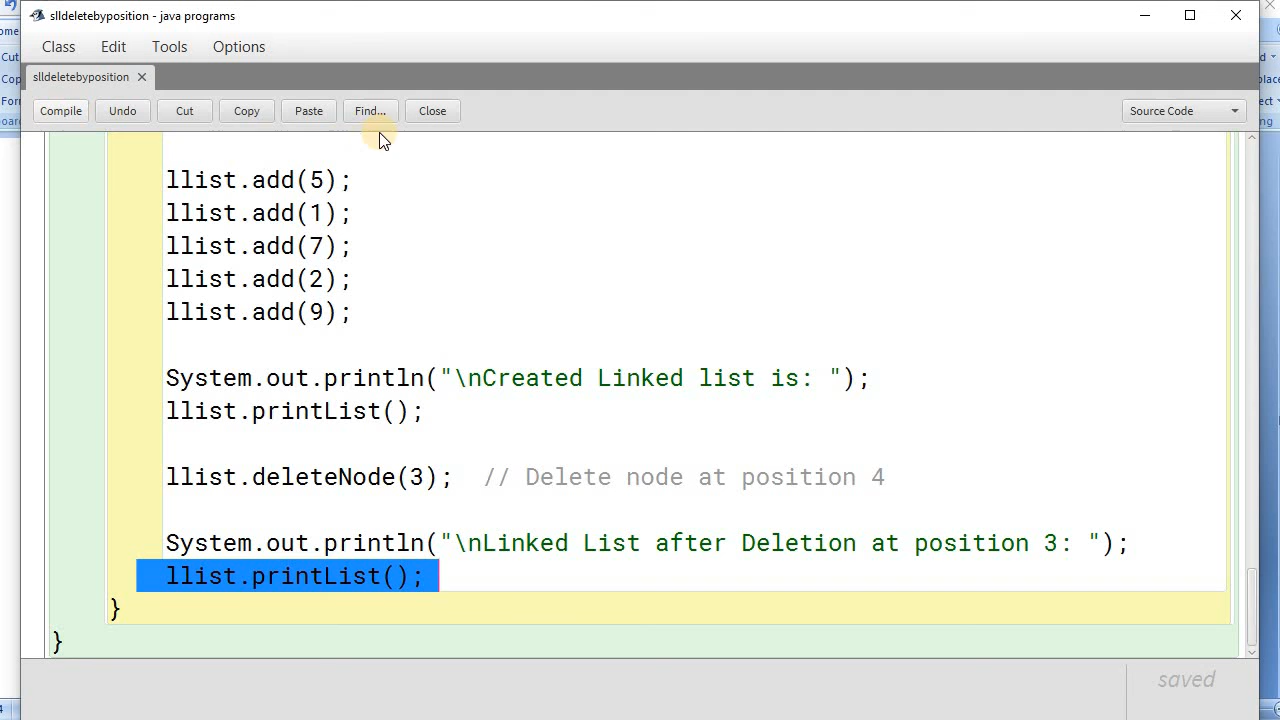 slldeletebyposition - java programs
Class Edit Tools Options
slldeletebyposition
Compile Undo Cut Copy Paste Find... Close Source Code
llist.add(5);
llist.add(1);
llist.add(7);
llist.add(2);
llist.add(9);
System.out.println("\nCreated Linked list is: ");
llist.printList();
llist.deleteNode(3); // Delete node at position 4
System.out.println("\nLinked List after Deletion at position 3: ");
llist.printList();
}
}
saved